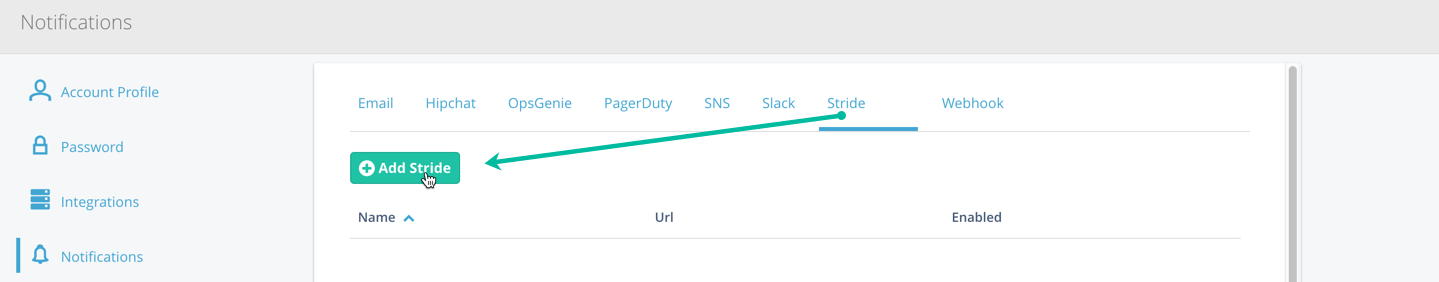 Notifications
Account Profile
Password
Integrations
Notifications
Email Hipchat OpsGenie PagerDuty SNS Slack Stride Webhook
Add Stride
Name Url Enabled